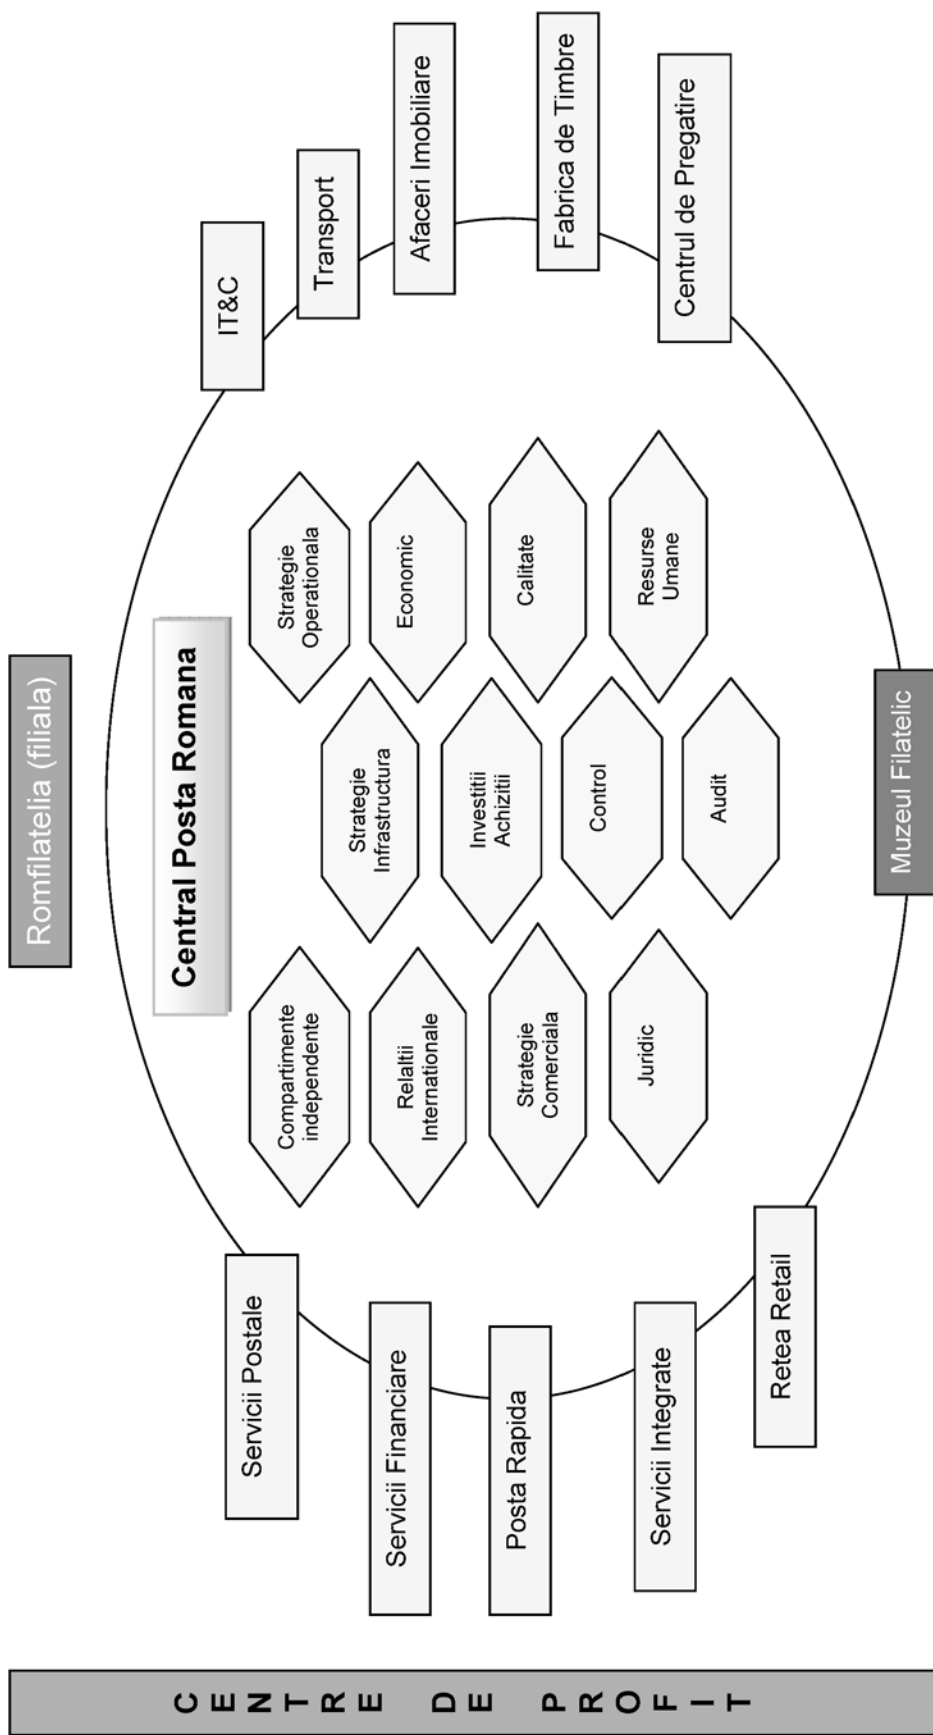 CENTRE DE PROFIT
Romfilatelia (filiala)
Central Posta Romana
Servicii Postale
Servicii Financiare
Posta Rapida
Servicii Integrate
Retea Retail
Compartimente
independente
Relaltii
Internationale
Strategie
Comerciala
Juridic
Strategie
Infrastructura
Investitii
Achizitii
Control
Audit
Strategie
Operationala
Economic
Calitate
Resurse
Umane
IT&C
Transport
Afaceri Imobiliare
Fabrica de Timbre
Centrul de Pregatire
Muzeul Filatelic